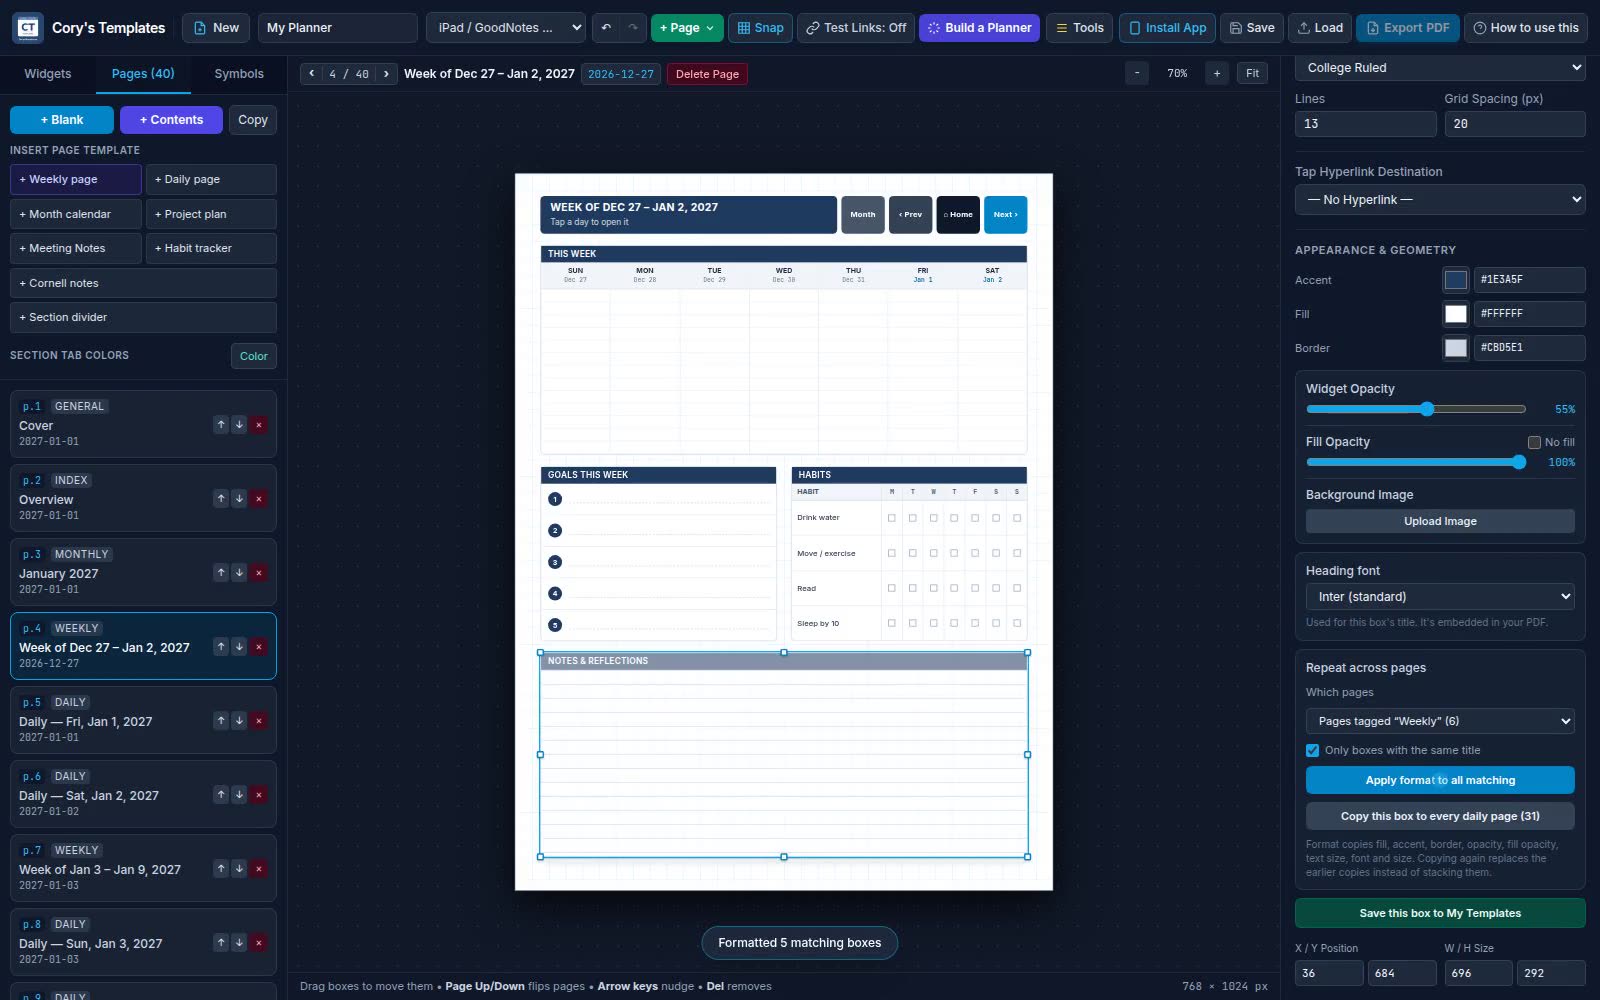 CT
Cory's Templates
New
My Planner
iPad / GoodNotes ...
+ Page
Snap
Test Links: Off
Build a Planner
Tools
Install App
Save
Load
Export PDF
How to use this
Widgets
Pages (40)
Symbols
+ Blank
+ Contents
Copy
INSERT PAGE TEMPLATE
+ Weekly page
+ Daily page
+ Month calendar
+ Project plan
+ Meeting Notes
+ Habit tracker
+ Cornell notes
+ Section divider
SECTION TAB COLORS
Color
p.1 GENERAL
Cover
2027-01-01
p.2 INDEX
Overview
2027-01-01
p.3 MONTHLY
January 2027
2027-01-01
p.4 WEEKLY
Week of Dec 27 – Jan 2, 2027
2026-12-27
p.5 DAILY
Daily — Fri, Jan 1, 2027
2027-01-01
p.6 DAILY
Daily — Sat, Jan 2, 2027
2027-01-02
p.7 WEEKLY
Week of Jan 3 – Jan 9, 2027
2027-01-03
p.8 DAILY
Daily — Sun, Jan 3, 2027
2027-01-03
p.9 DAILY
‹ 4 / 40 ›
Week of Dec 27 – Jan 2, 2027
2026-12-27
Delete Page
- 70% +
Fit
WEEK OF DEC 27 – JAN 2, 2027
Tap a day to open it
Month
‹ Prev
⌂ Home
Next ›
THIS WEEK
SUN MON TUE WED THU FRI SAT
Dec 27 Dec 28 Dec 29 Dec 30 Dec 31 Jan 1 Jan 2
GOALS THIS WEEK
1
2
3
4
5
HABITS
HABIT M T W T F S S
Drink water
Move / exercise
Read
Sleep by 10
NOTES & REFLECTIONS
Formatted 5 matching boxes
Drag boxes to move them • Page Up/Down flips pages • Arrow keys nudge • Del removes
768 × 1024 px
College Ruled
Lines
Grid Spacing (px)
13
20
Tap Hyperlink Destination
— No Hyperlink —
APPEARANCE & GEOMETRY
Accent
#1E3A5F
Fill
#FFFFFF
Border
#CBD5E1
Widget Opacity
55%
Fill Opacity
No fill
100%
Background Image
Upload Image
Heading font
Inter (standard)
Used for this box's title. It's embedded in your PDF.
Repeat across pages
Which pages
Pages tagged “Weekly” (6)
Only boxes with the same title
Apply format to all matching
Copy this box to every daily page (31)
Format copies fill, accent, border, opacity, fill opacity,
text size, font and size. Copying again replaces the
earlier copies instead of stacking them.
Save this box to My Templates
X / Y Position
W / H Size
36
684
696
292